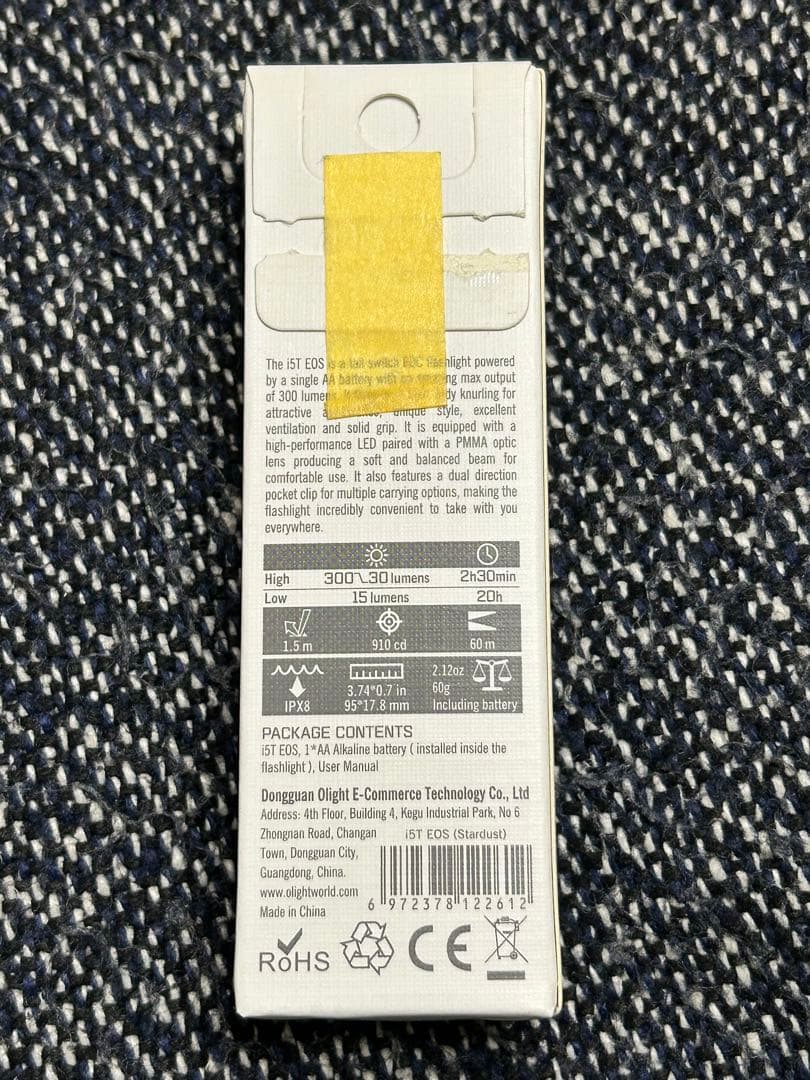 The i5T EOS is a tail switch EDC flashlight powered
by a single AA battery with an ing max output
of 300 lumens. dy knurling for
attractive unique style, excellent
ventilation and solid grip. It is equipped with a
high-performance LED paired with a PMMA optic
lens producing a soft and balanced beam for
comfortable use. It also features a dual direction
pocket clip for multiple carrying options, making the
flashlight incredibly convenient to take with you
everywhere.
High 300~30 lumens 2h30min
Low 15 lumens 20h
1.5 m 910 cd 60 m
IPX8 3.74*0.7 in 95*17.8 mm 2.12oz 60g Including battery
PACKAGE CONTENTS
i5T EOS, 1*AA Alkaline battery ( installed inside the
flashlight ), User Manual
Dongguan Olight E-Commerce Technology Co., Ltd
Address: 4th Floor, Building 4, Kegu Industrial Park, No 6
Zhongnan Road, Changan
Town, Dongguan City,
Guangdong, China.
www.olightworld.com
Made in China
i5T EOS (Stardust)
6 972378 122612
RoHS CE